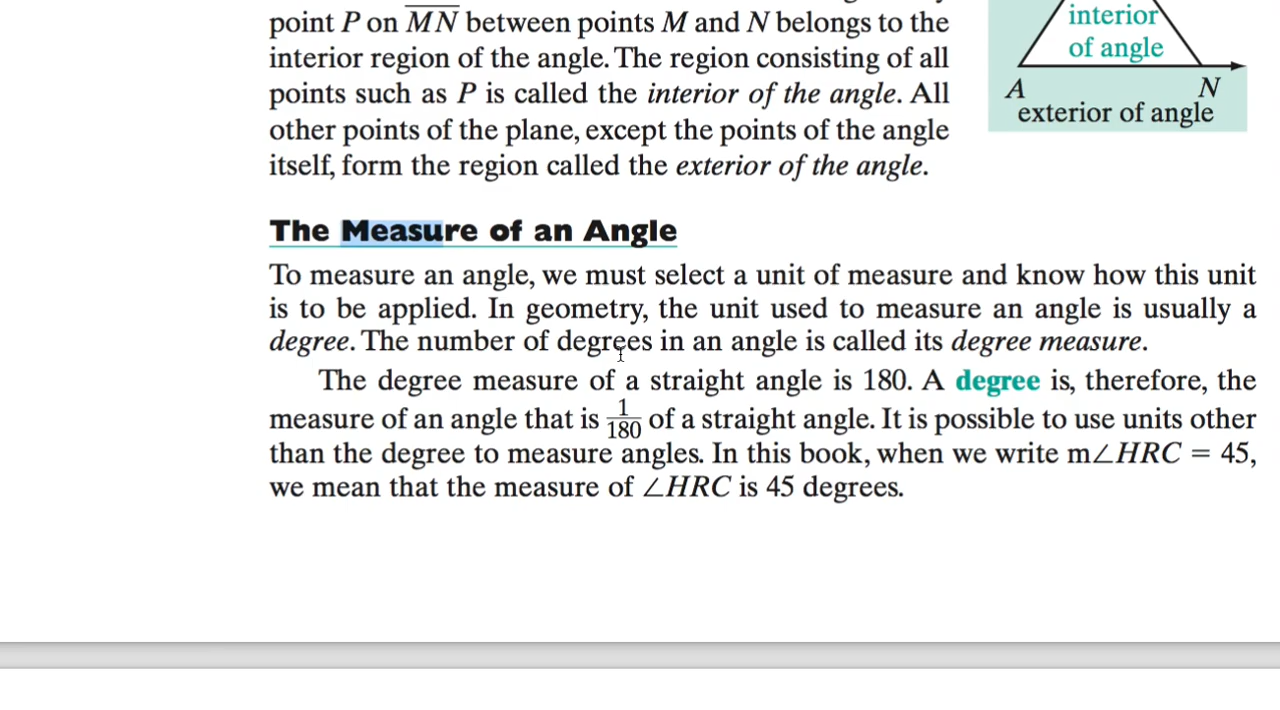 point P on MN between points M and N belongs to the
interior region of the angle. The region consisting of all
points such as P is called the interior of the angle. All
other points of the plane, except the points of the angle
itself, form the region called the exterior of the angle.
interior
of angle
A
N
exterior of angle
The Measure of an Angle
To measure an angle, we must select a unit of measure and know how this unit
is to be applied. In geometry, the unit used to measure an angle is usually a
degree. The number of degrees in an angle is called its degree measure.
The degree measure of a straight angle is 180. A degree is, therefore, the
measure of an angle that is 1/180 of a straight angle. It is possible to use units other
than the degree to measure angles. In this book, when we write m∠HRC = 45,
we mean that the measure of ∠HRC is 45 degrees.